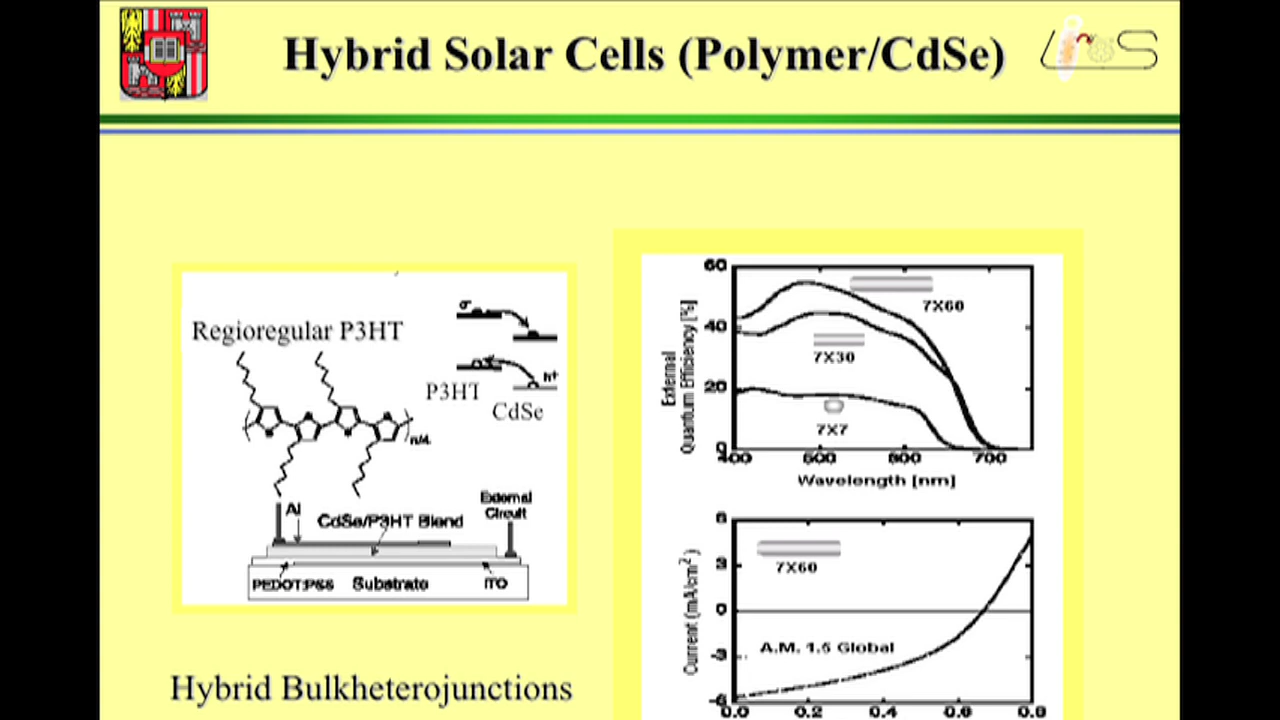 Hybrid Solar Cells (Polymer/CdSe)
Regioregular P3HT
h+
P3HT
CdSe
n/4
Al
External
Circuit
CdSe/P3HT Blend
PEDOT:PSS
Substrate
ITO
Hybrid Bulkheterojunctions
60
40
20
0
External
Quantum Efficiency [%]
7X60
7X30
7X7
400
500
600
700
Wavelength [nm]
6
3
0
-3
-6
Current (mA/cm²)
7X60
A.M. 1.5 Global
0.0
0.2
0.4
0.6
0.8